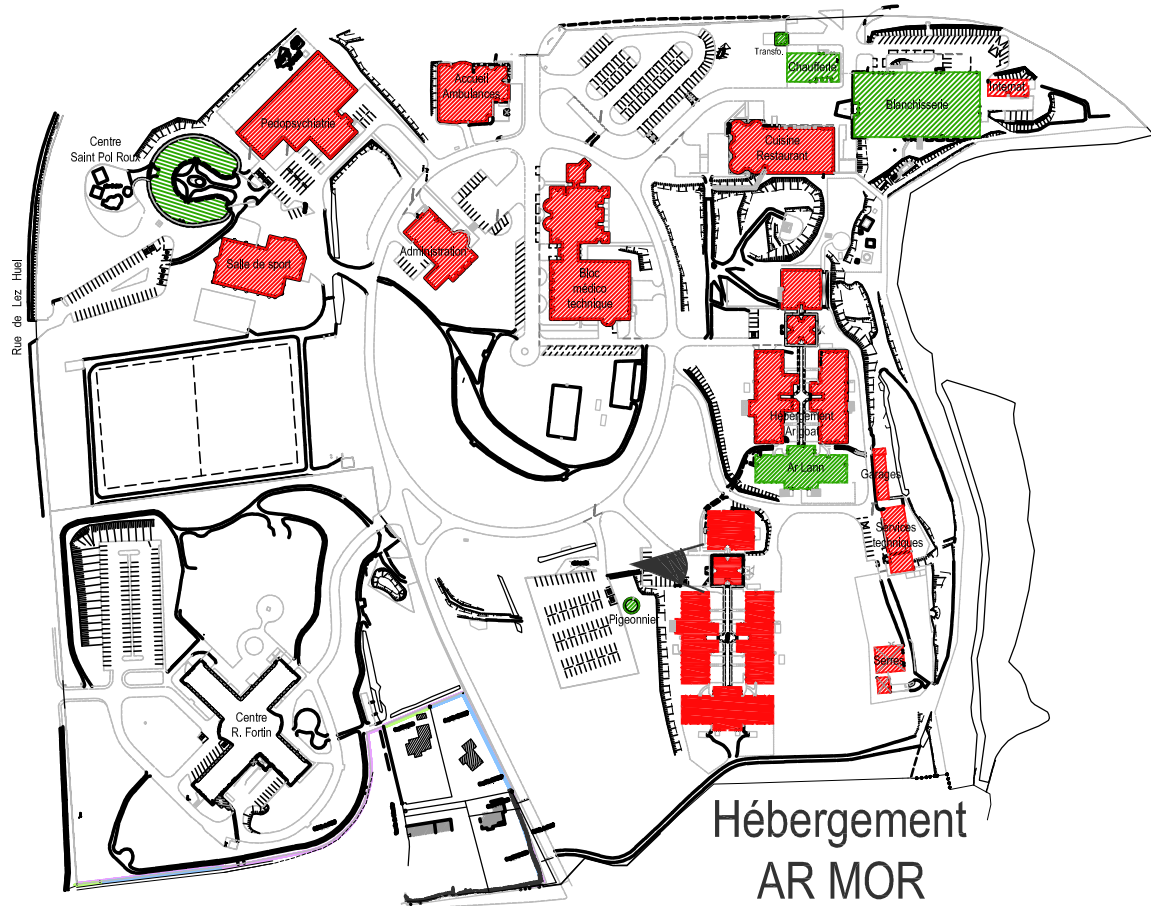 Transfo.
Chaufferie
Accueil
Ambulances
Internat
Blanchisserie
Pedopsychiatrie
Centre
Saint Pol Roux
Cuisine
Restaurant
Administration
Salle de sport
Bloc
médico
technique
Rue de Lez Huel
Hébergement
Argoat
Ar Lann
Garages
Services
techniques
Pigeonnier
Serres
Centre
R. Fortin
Hébergement
AR MOR